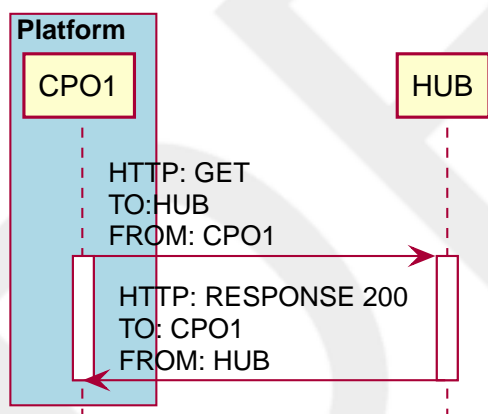 Platform
CPO1
HUB
HTTP: GET
TO:HUB
FROM: CPO1
HTTP: RESPONSE 200
TO: CPO1
FROM: HUB